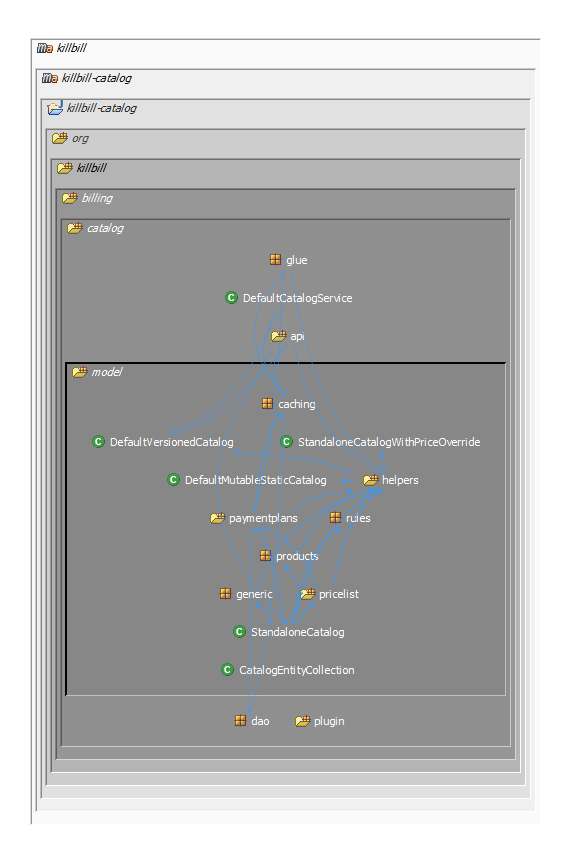 killbill
killbill-catalog
killbill-catalog
org
killbill
billing
catalog
glue
DefaultCatalogService
api
model
caching
DefaultVersionedCatalog StandaloneCatalogWithPriceOverride
DefaultMutableStaticCatalog helpers
paymentplans rules
products
generic pricelist
StandaloneCatalog
CatalogEntityCollection
dao plugin